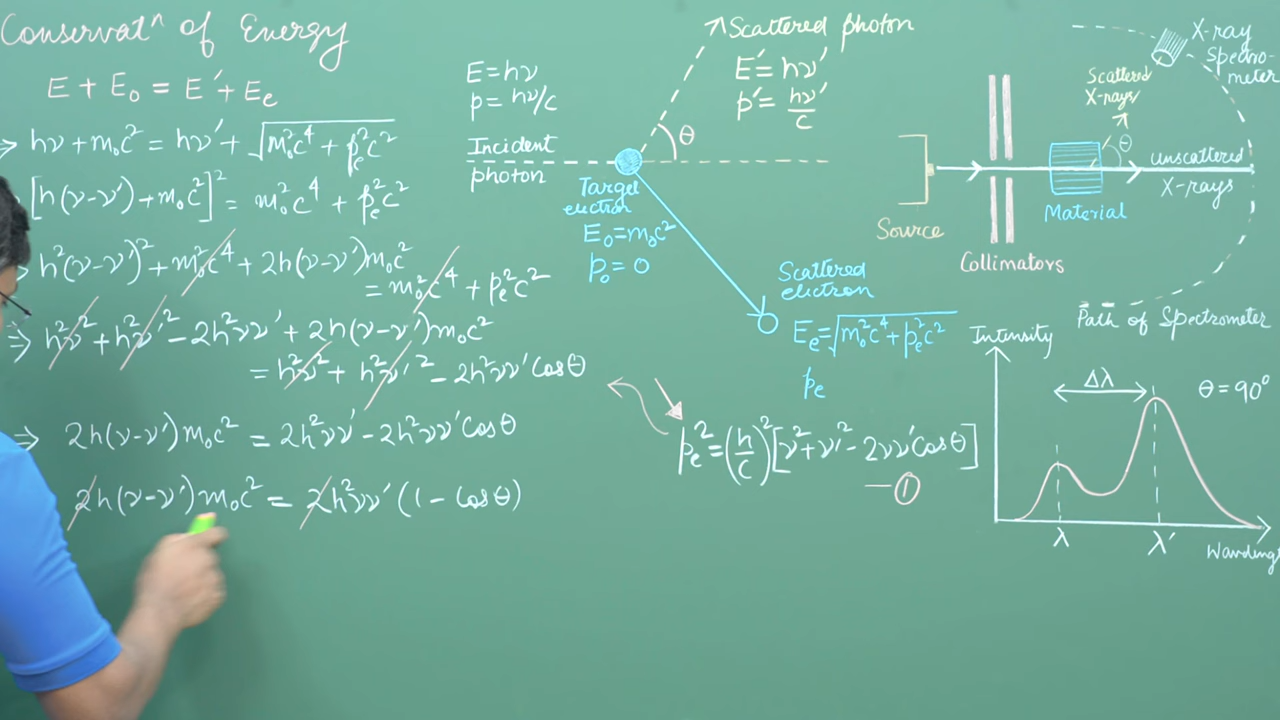 Conservatⁿ of Energy
E + E₀ = E' + Eₑ
⇒ hν + m₀c² = hν' + √(m₀²c⁴ + pₑ²c²)
[h(ν-ν') + m₀c²]² = m₀²c⁴ + pₑ²c²
h²(ν-ν')² + m₀²c⁴ + 2h(ν-ν')m₀c²
= m₀²c⁴ + pₑ²c²
⇒ h²ν² + h²ν'² - 2h²νν' + 2h(ν-ν')m₀c²
= h²ν² + h²ν'² - 2h²νν' Cosθ
⇒ 2h(ν-ν')m₀c² = 2h²νν' - 2h²νν' Cosθ
2h(ν-ν')m₀c² = 2h²νν' (1 - Cosθ)
E = hν
p = hν/c
Incident
photon
Scattered photon
E' = hν'
p' = hν'/c
θ
Target
electron
E₀ = m₀c²
p₀ = 0
Scattered
electron
Eₑ = √(m₀²c⁴ + pₑ²c²)
pₑ
pₑ² = (h/c)² [ν² + ν'² - 2νν' Cosθ]
— ①
X-ray
Spectro-
meter
Scattered
X-rays
θ
unscattered
X-rays
Source
Material
Collimators
Path of Spectrometer
Intensity
Δλ
θ = 90°
λ
λ'